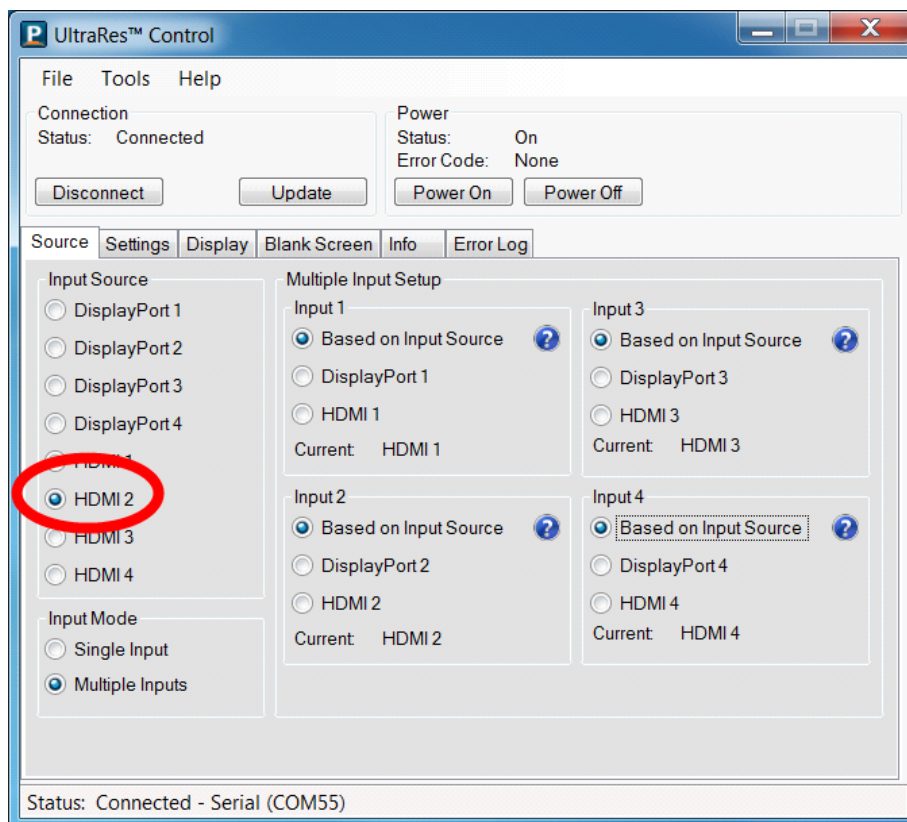 UltraRes™ Control
File Tools Help
Connection
Status: Connected
Disconnect Update
Power
Status: On
Error Code: None
Power On Power Off
Source Settings Display Blank Screen Info Error Log
Input Source
DisplayPort 1
DisplayPort 2
DisplayPort 3
DisplayPort 4
HDMI 1
HDMI 2
HDMI 3
HDMI 4
Input Mode
Single Input
Multiple Inputs
Multiple Input Setup
Input 1
Based on Input Source ?
DisplayPort 1
HDMI 1
Current: HDMI 1
Input 2
Based on Input Source ?
DisplayPort 2
HDMI 2
Current: HDMI 2
Input 3
Based on Input Source ?
DisplayPort 3
HDMI 3
Current: HDMI 3
Input 4
Based on Input Source ?
DisplayPort 4
HDMI 4
Current: HDMI 4
Status: Connected - Serial (COM55)